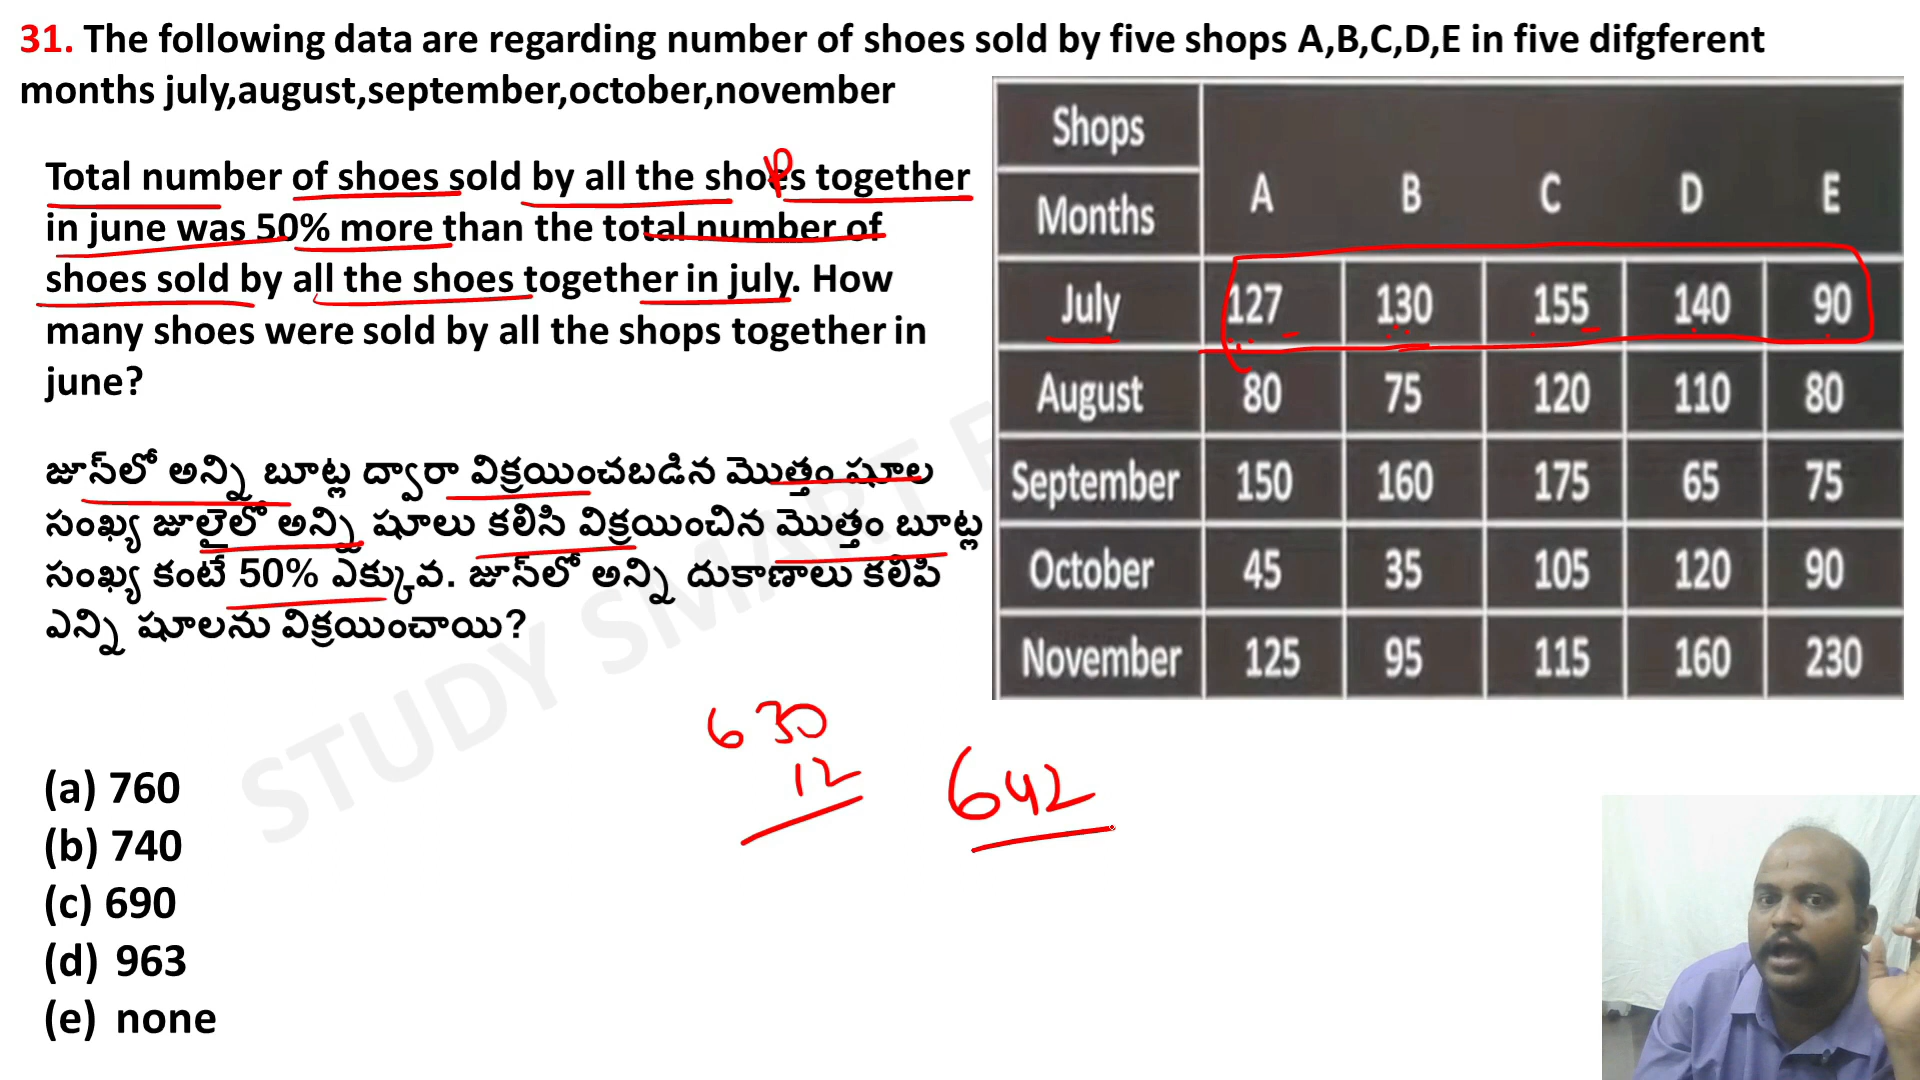 31. The following data are regarding number of shoes sold by five shops A,B,C,D,E in five difgferent
months july,august,september,october,november
Total number of shoes sold by all the shops together
in june was 50% more than the total number of
shoes sold by all the shoes together in july. How
many shoes were sold by all the shops together in
june?
జూన్‌లో అన్ని బూట్ల ద్వారా విక్రయించబడిన మొత్తం షూల
సంఖ్య జూలైలో అన్ని షూలు కలిసి విక్రయించిన మొత్తం బూట్ల
సంఖ్య కంటే 50% ఎక్కువ. జూన్‌లో అన్ని దుకాణాలు కలిపి
ఎన్ని షూలను విక్రయించాయి?
Shops
Months A B C D E
July 127 130 155 140 90
August 80 75 120 110 80
September 150 160 175 65 75
October 45 35 105 120 90
November 125 95 115 160 230
630
12
642
(a) 760
(b) 740
(c) 690
(d) 963
(e) none
STUDY SMART